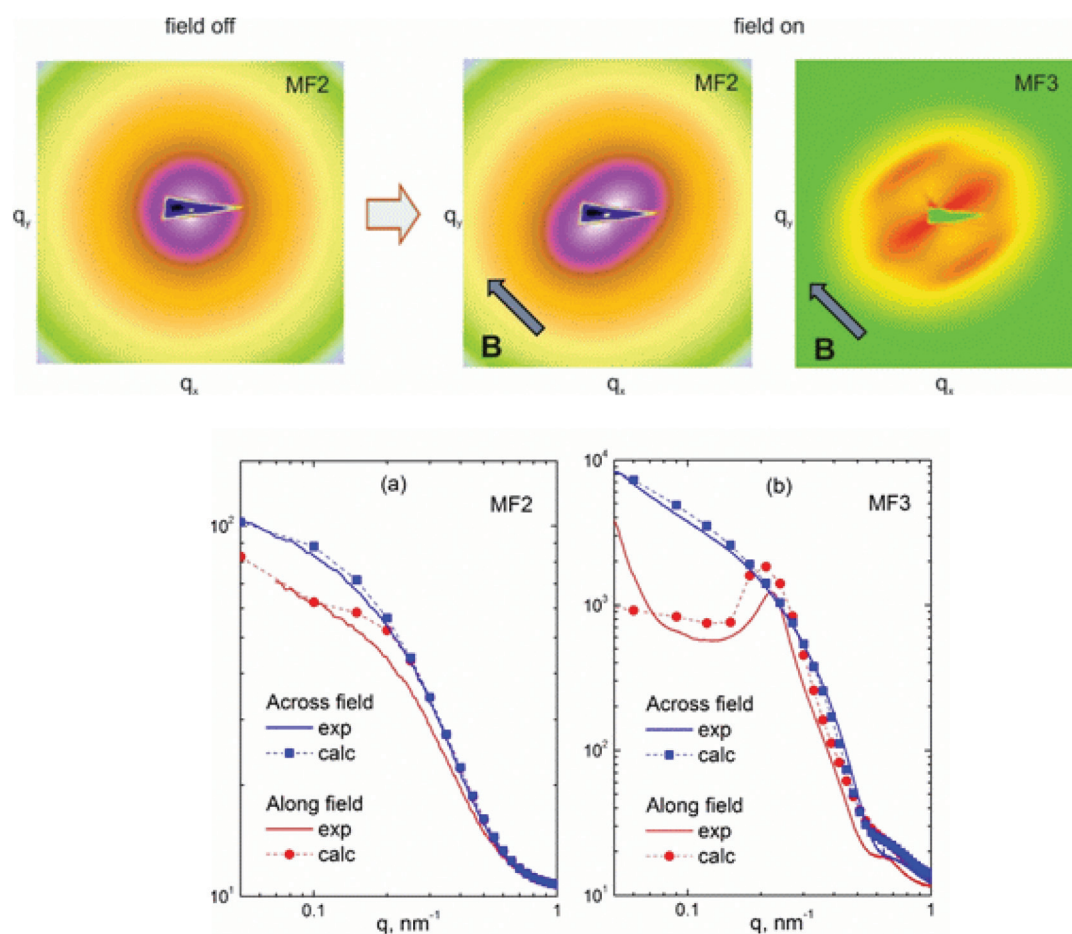 field off
field on
MF2
MF2
MF3
q_y
q_y
q_y
B
B
q_x
q_x
q_x
(a)
MF2
10^2
10^1
Across field
exp
calc
Along field
exp
calc
0.1
1
q, nm^-1
(b)
MF3
10^4
10^3
10^2
10^1
Across field
exp
calc
Along field
exp
calc
0.1
1
q, nm^-1